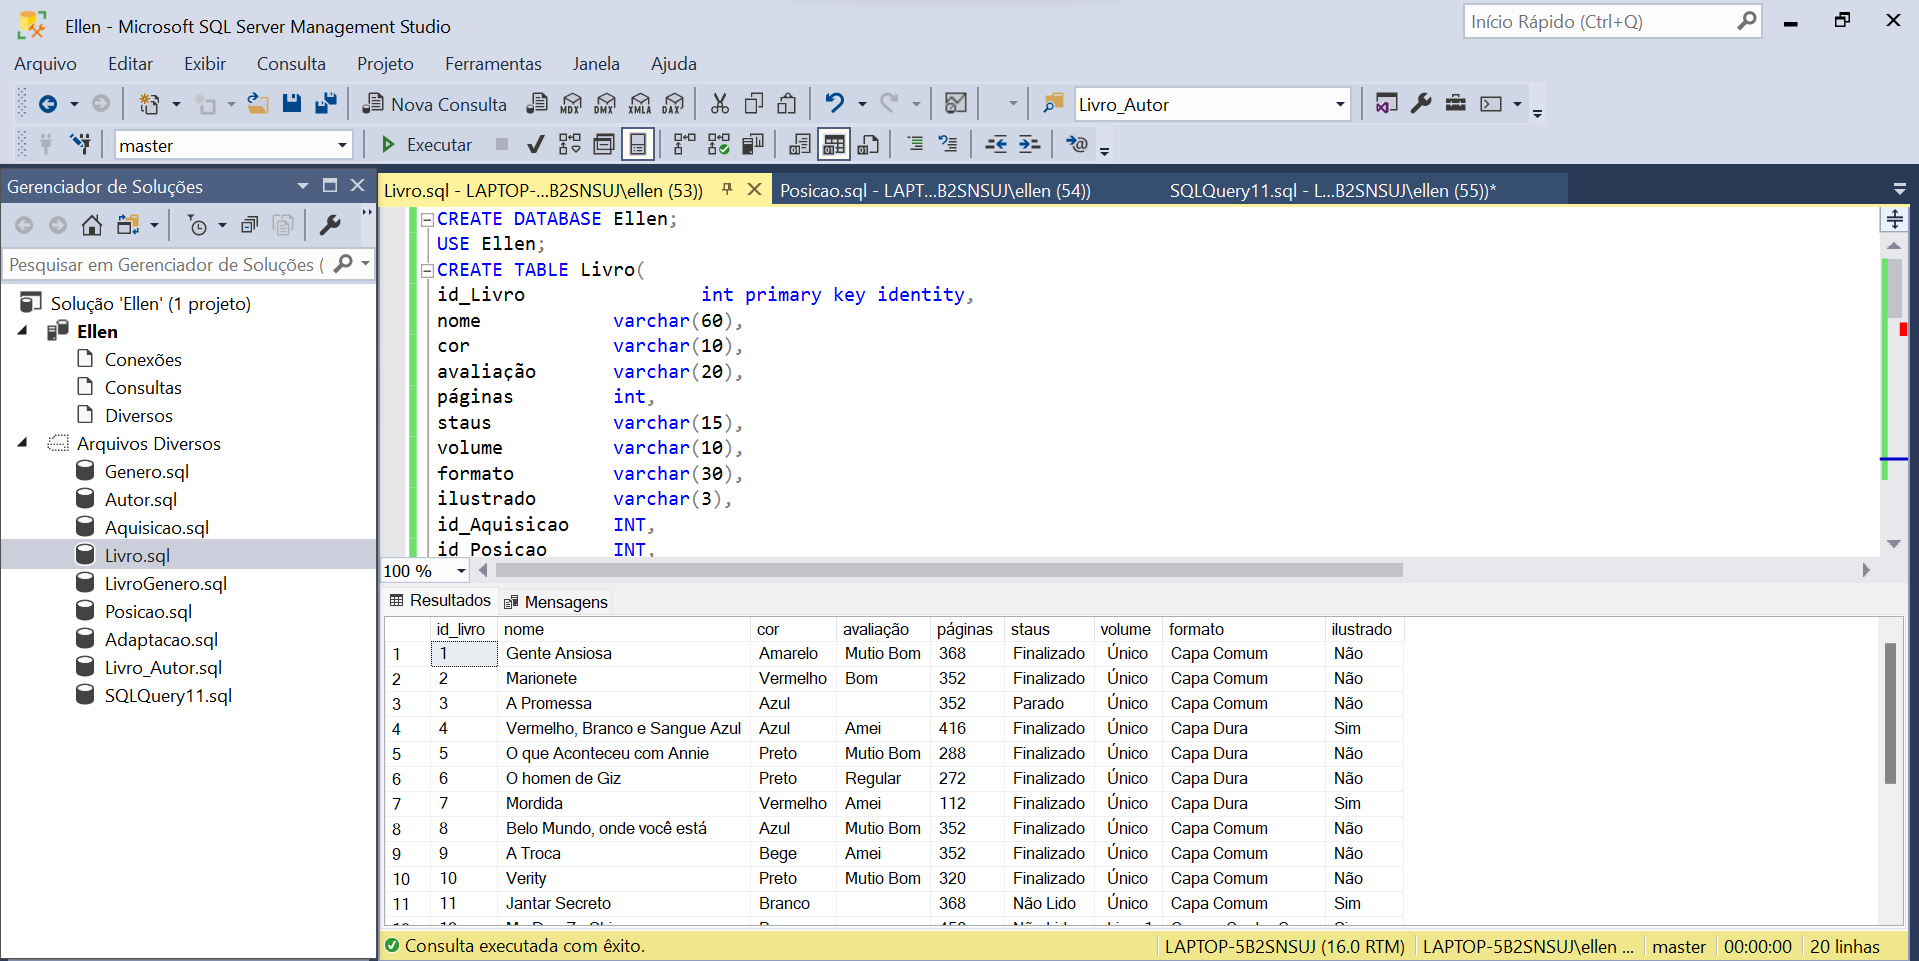 Ellen - Microsoft SQL Server Management Studio
Início Rápido (Ctrl+Q)
Arquivo Editar Exibir Consulta Projeto Ferramentas Janela Ajuda
Nova Consulta MDX DMX XMLA DAX Livro_Autor
master Executar
Gerenciador de Soluções
Pesquisar em Gerenciador de Soluções (
Solução 'Ellen' (1 projeto)
Ellen
Conexões
Consultas
Diversos
Arquivos Diversos
Genero.sql
Autor.sql
Aquisicao.sql
Livro.sql
LivroGenero.sql
Posicao.sql
Adaptacao.sql
Livro_Autor.sql
SQLQuery11.sql
Livro.sql - LAPTOP-...B2SNSUJ\ellen (53)) Posicao.sql - LAPT...B2SNSUJ\ellen (54)) SQLQuery11.sql - L...B2SNSUJ\ellen (55))*
CREATE DATABASE Ellen;
USE Ellen;
CREATE TABLE Livro(
id_Livro int primary key identity,
nome varchar(60),
cor varchar(10),
avaliação varchar(20),
páginas int,
staus varchar(15),
volume varchar(10),
formato varchar(30),
ilustrado varchar(3),
id_Aquisicao INT,
id_Posicao INT,
100 %
Resultados Mensagens
id_livro nome cor avaliação páginas staus volume formato ilustrado
1 1 Gente Ansiosa Amarelo Mutio Bom 368 Finalizado Único Capa Comum Não
2 2 Marionete Vermelho Bom 352 Finalizado Único Capa Comum Não
3 3 A Promessa Azul 352 Parado Único Capa Comum Não
4 4 Vermelho, Branco e Sangue Azul Azul Amei 416 Finalizado Único Capa Dura Sim
5 5 O que Aconteceu com Annie Preto Mutio Bom 288 Finalizado Único Capa Dura Não
6 6 O homen de Giz Preto Regular 272 Finalizado Único Capa Dura Não
7 7 Mordida Vermelho Amei 112 Finalizado Único Capa Dura Sim
8 8 Belo Mundo, onde você está Azul Mutio Bom 352 Finalizado Único Capa Comum Não
9 9 A Troca Bege Amei 352 Finalizado Único Capa Comum Não
10 10 Verity Preto Mutio Bom 320 Finalizado Único Capa Comum Não
11 11 Jantar Secreto Branco 368 Não Lido Único Capa Comum Sim
Consulta executada com êxito. LAPTOP-5B2SNSUJ (16.0 RTM) LAPTOP-5B2SNSUJ\ellen ... master 00:00:00 20 linhas